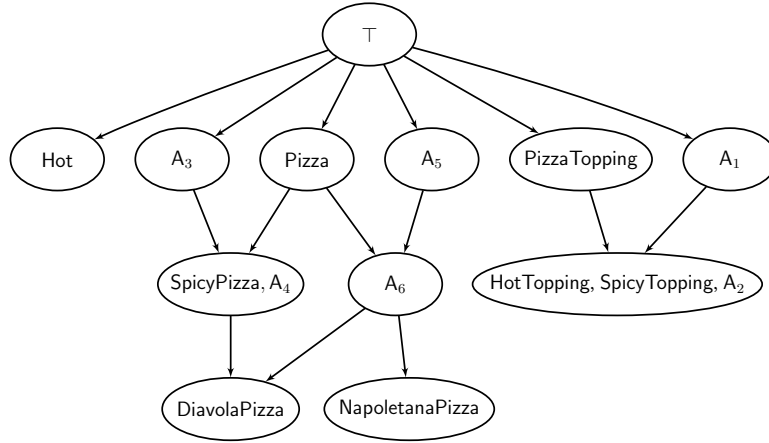 ⊤
Hot A₃ Pizza A₅ PizzaTopping A₁
SpicyPizza, A₄ A₆ HotTopping, SpicyTopping, A₂
DiavolaPizza NapoletanaPizza